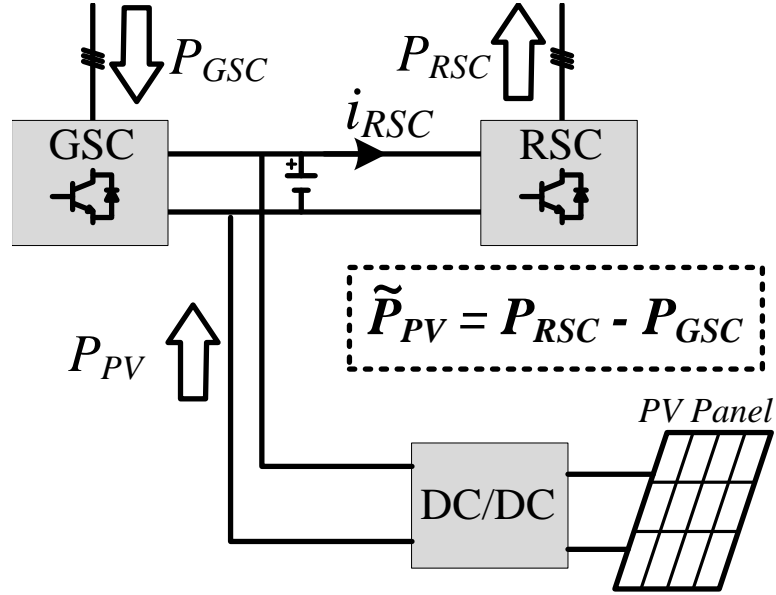 P_GSC
P_RSC
i_RSC
GSC
RSC
+
P̃_PV = P_RSC - P_GSC
P_PV
PV Panel
DC/DC